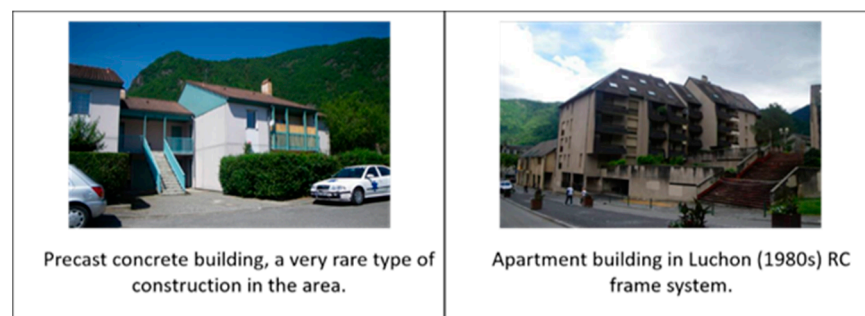 Precast concrete building, a very rare type of
construction in the area.
Apartment building in Luchon (1980s) RC
frame system.